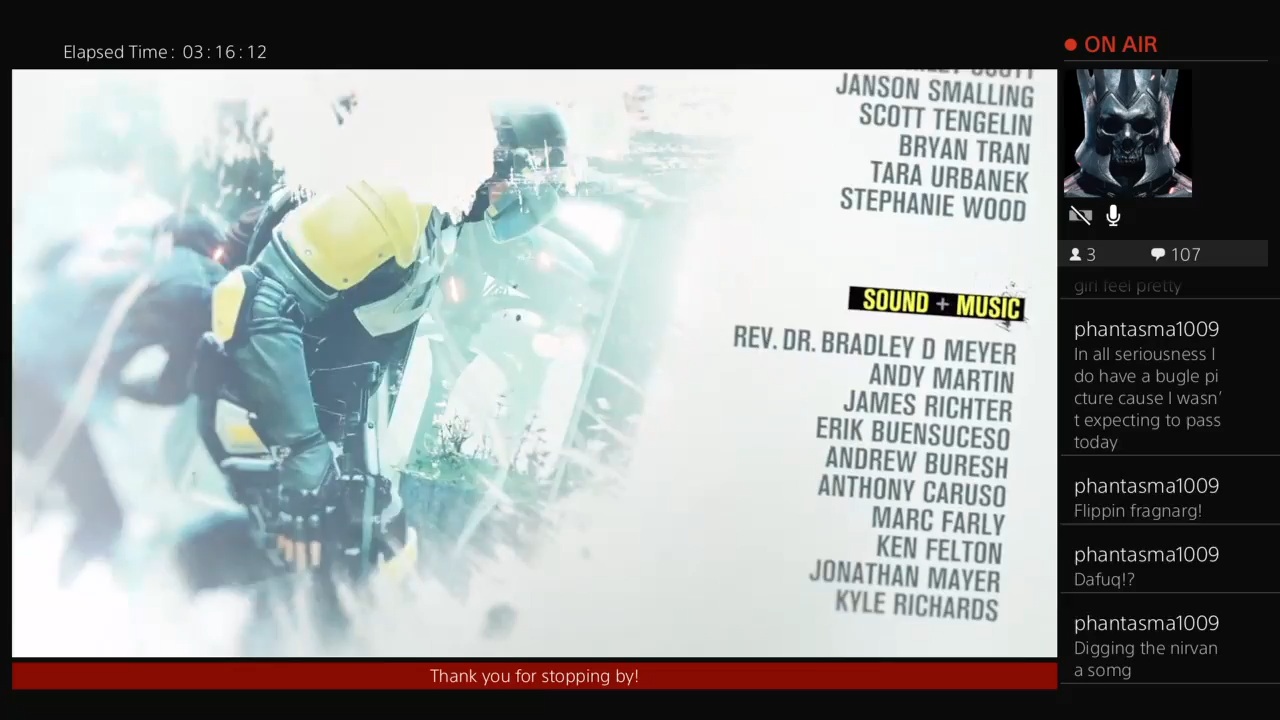 Elapsed Time: 03:16:12
ON AIR
JANSON SMALLING
SCOTT TENGELIN
BRYAN TRAN
TARA URBANEK
STEPHANIE WOOD
SOUND + MUSIC
REV. DR. BRADLEY D MEYER
ANDY MARTIN
JAMES RICHTER
ERIK BUENSUCESO
ANDREW BURESH
ANTHONY CARUSO
MARC FARLY
KEN FELTON
JONATHAN MAYER
KYLE RICHARDS
3
107
girl feel pretty
phantasma1009
In all seriousness I
do have a bugle pi
cture cause I wasn'
t expecting to pass
today
phantasma1009
Flippin fragnarg!
phantasma1009
Dafuq!?
phantasma1009
Digging the nirvan
a somg
Thank you for stopping by!